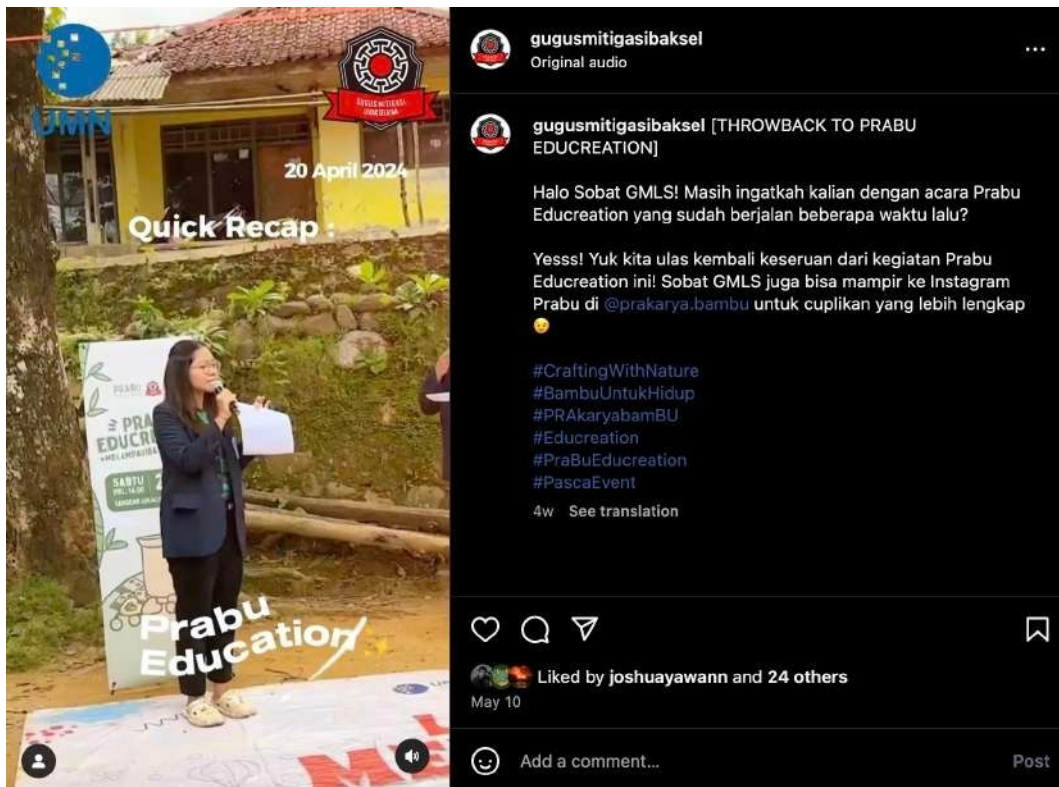 UMN
GUGUS MITIGASI
20 April 2024
Quick Recap :
PRABU
SABTU
Prabu
Education
gugusmitigasibaksel
Original audio
gugusmitigasibaksel [THROWBACK TO PRABU
EDUCREATION]
Halo Sobat GMLS! Masih ingatkah kalian dengan acara Prabu
Educreation yang sudah berjalan beberapa waktu lalu?
Yesss! Yuk kita ulas kembali keseruan dari kegiatan Prabu
Educreation ini! Sobat GMLS juga bisa mampir ke Instagram
Prabu di @prakarya.bambu untuk cuplikan yang lebih lengkap
😉
#CraftingWithNature
#BambuUntukHidup
#PRAkaryabamBU
#Educreation
#PraBuEducreation
#PascaEvent
4w See translation
Liked by joshuayawann and 24 others
May 10
Add a comment...
Post